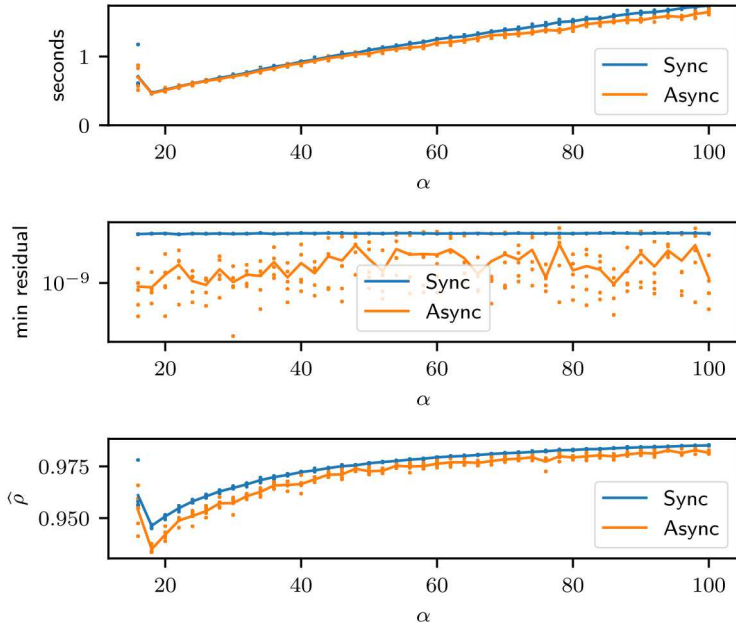 seconds
1
0
Sync
Async
20 40 60 80 100
α
min residual
10⁻⁹
Sync
Async
20 40 60 80 100
α
ρ̂
0.975
0.950
Sync
Async
20 40 60 80 100
α